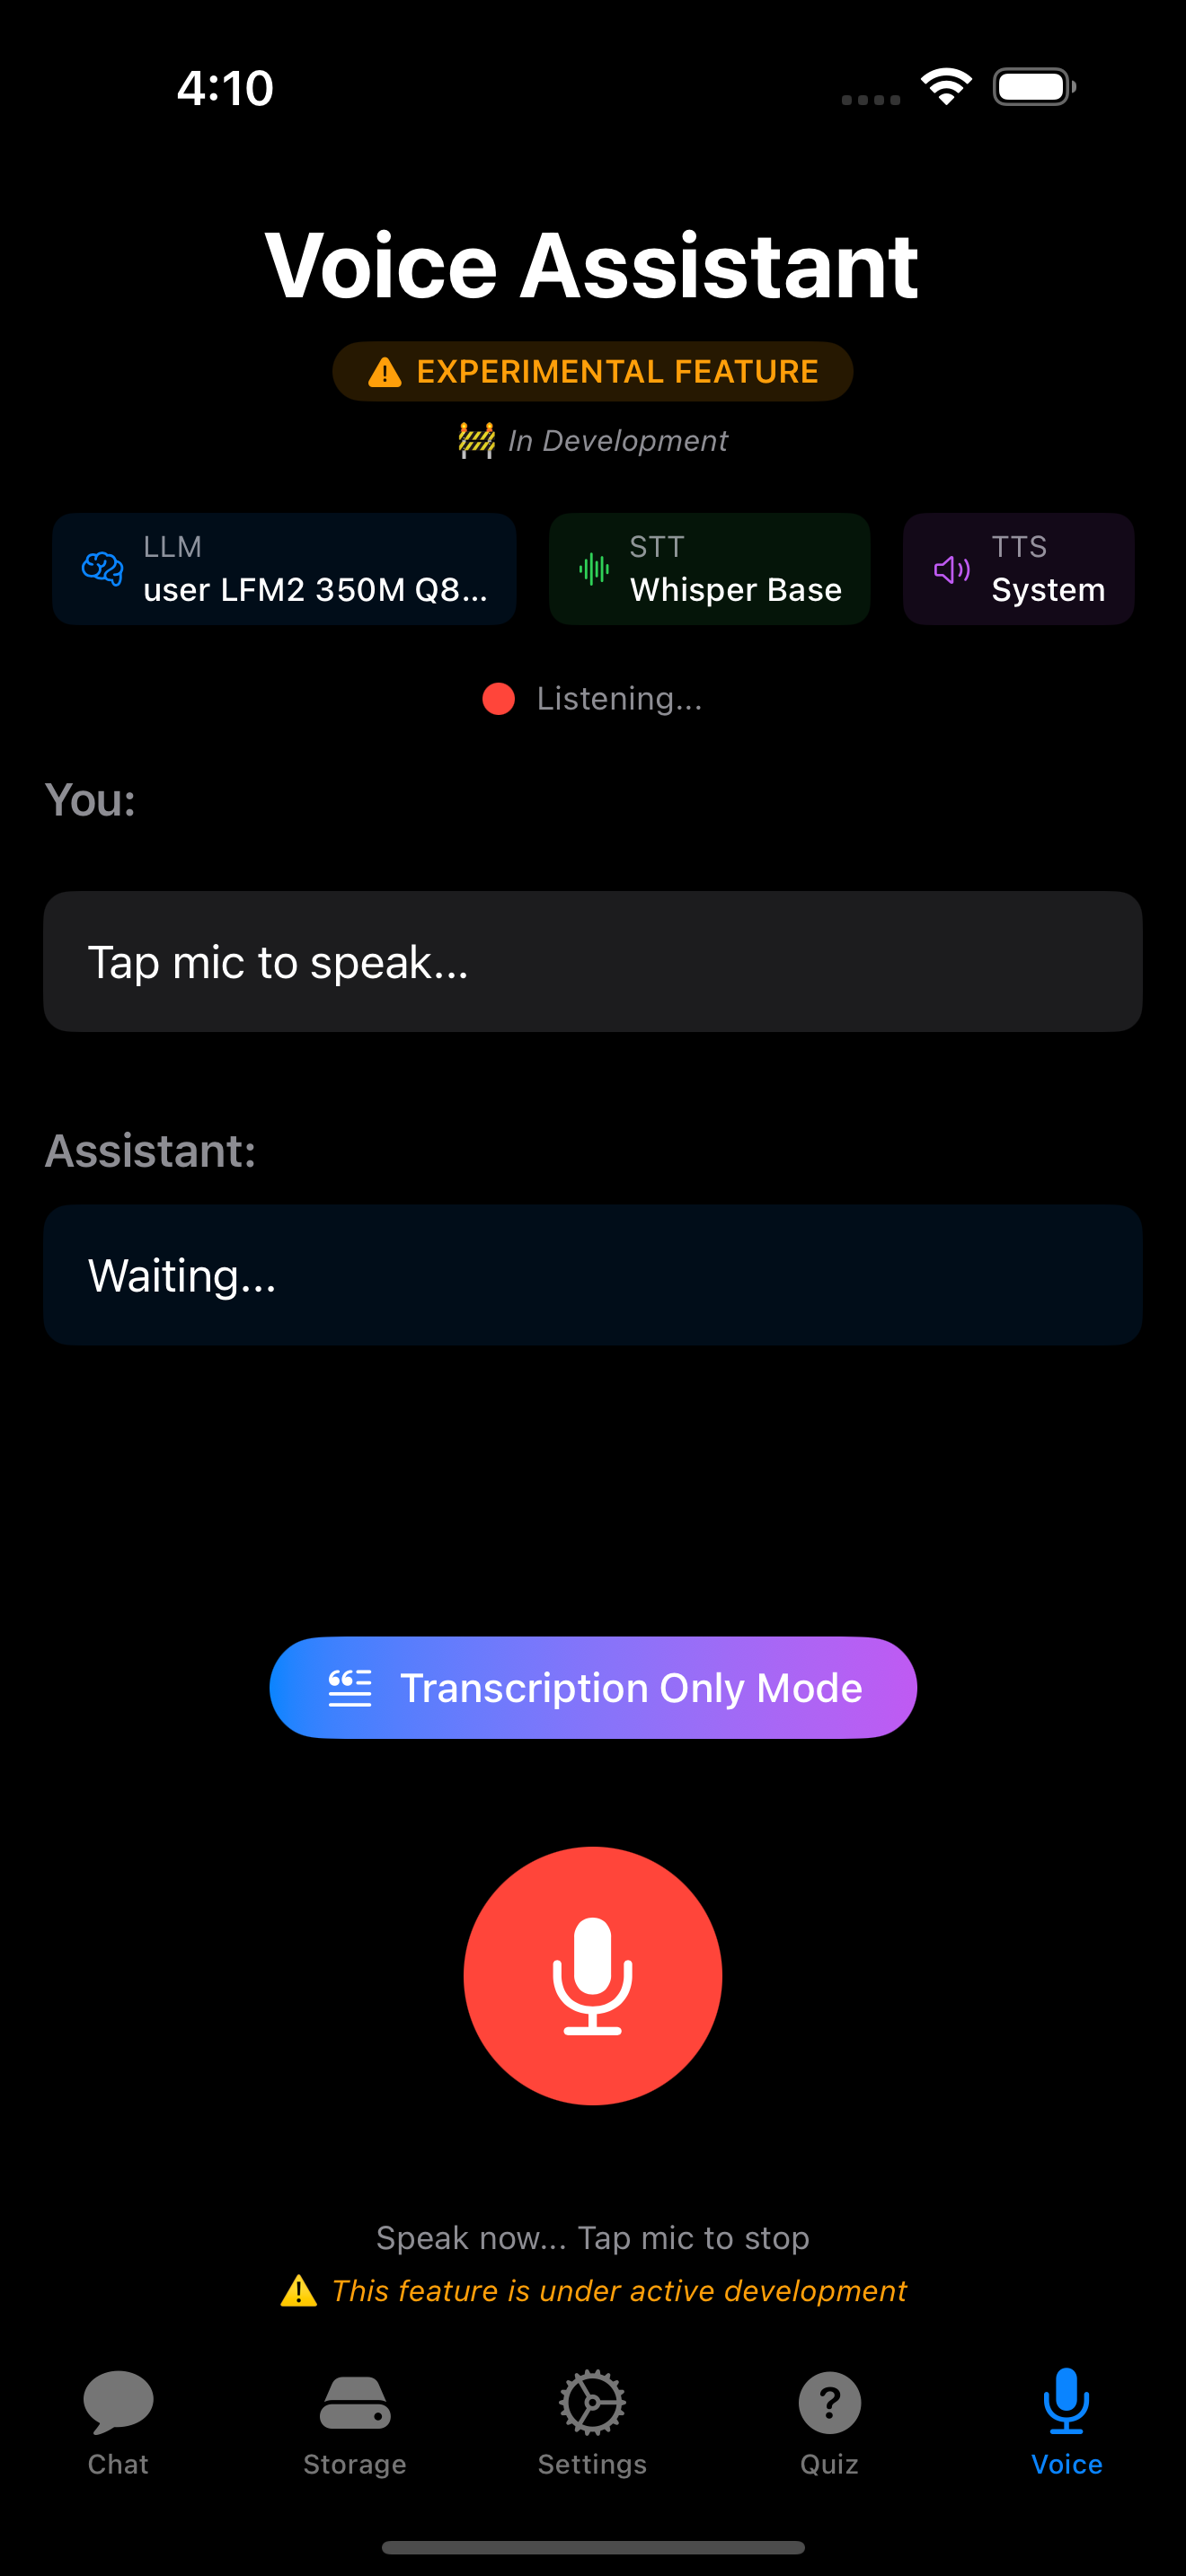 4:10
Voice Assistant
EXPERIMENTAL FEATURE
🚧 In Development
LLM
user LFM2 350M Q8...
STT
Whisper Base
TTS
System
Listening...
You:
Tap mic to speak...
Assistant:
Waiting...
Transcription Only Mode
Speak now... Tap mic to stop
⚠️ This feature is under active development
Chat
Storage
Settings
Quiz
Voice